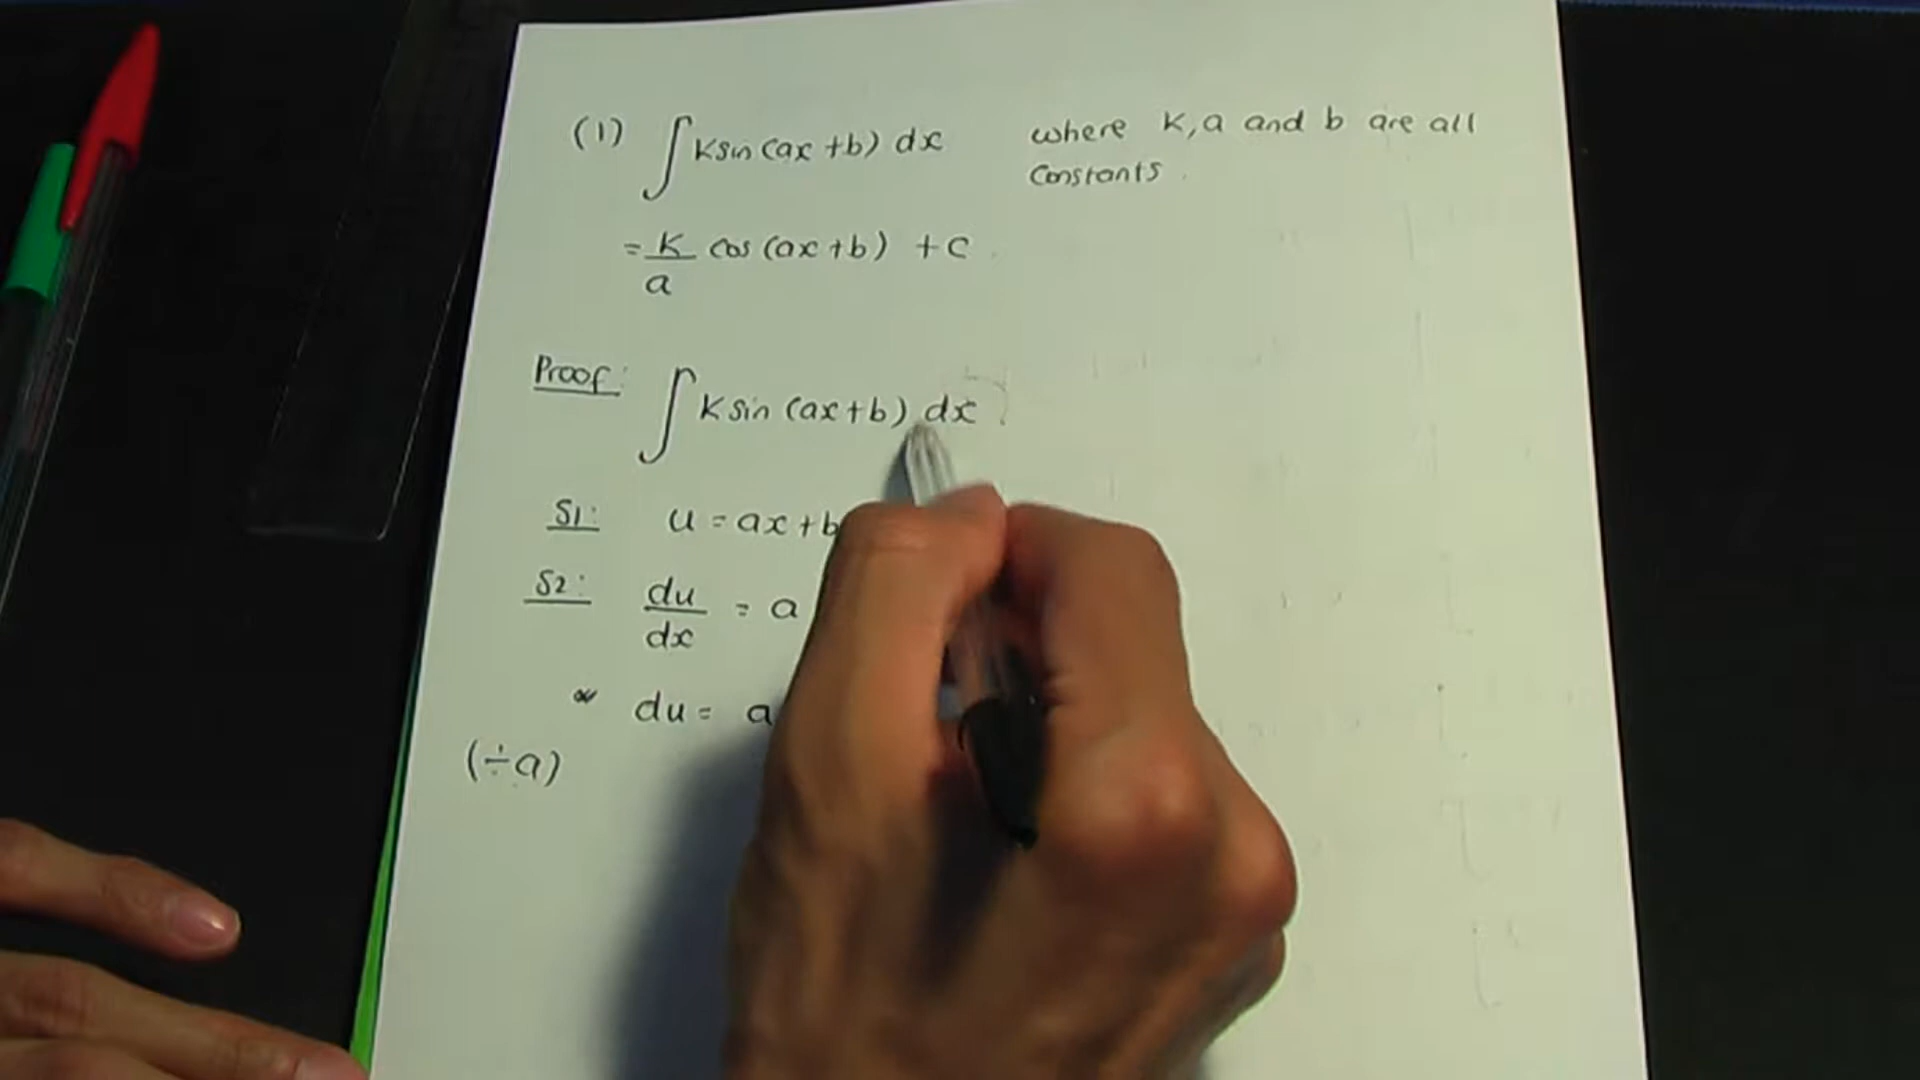 (1) ∫ K sin (ax + b) dx where K, a and b are all
constants.
= K/a cos (ax + b) + c
Proof: ∫ K sin (ax + b) dx
S1: u = ax + b
S2: du/dx = a
du = a
(÷a)